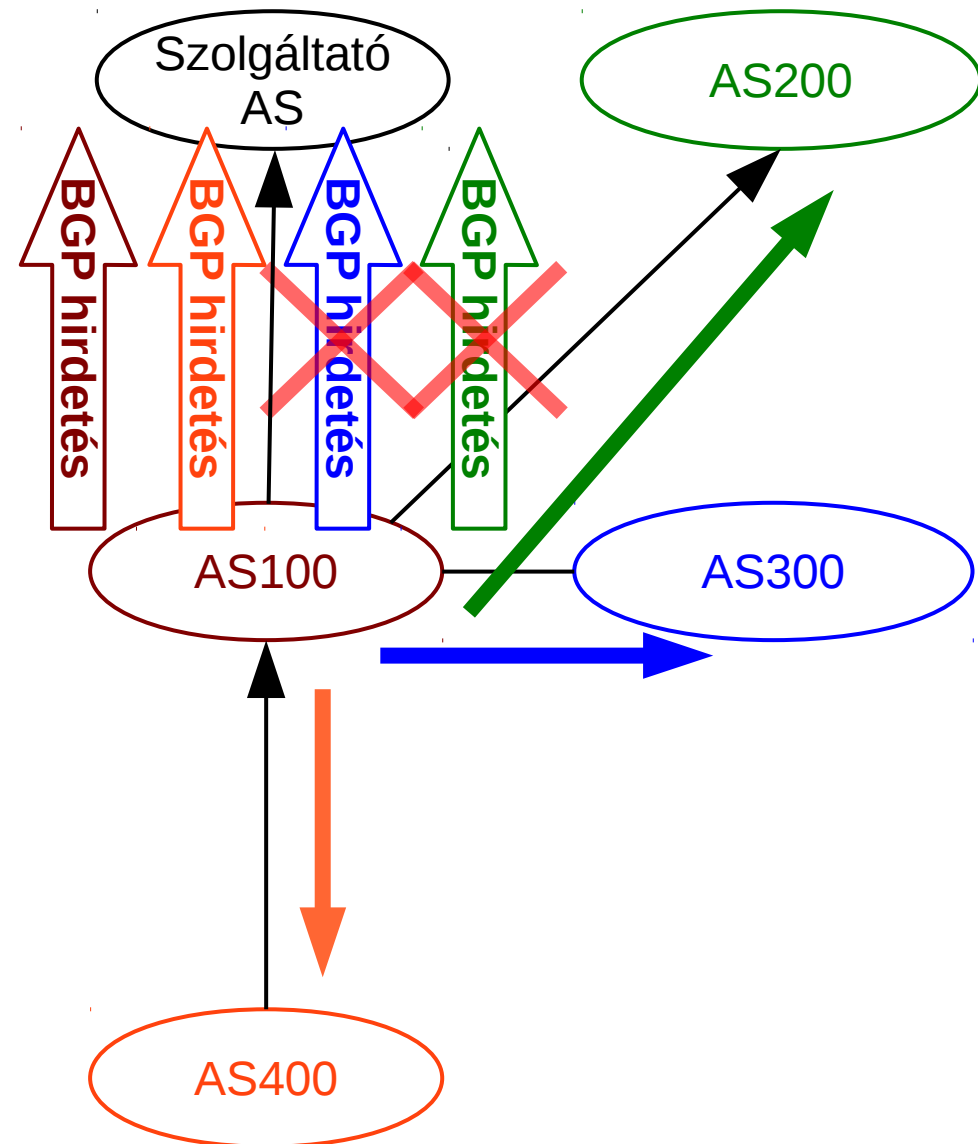 Szolgáltató
AS
AS200
BGP hirdetés
BGP hirdetés
BGP hirdetés
BGP hirdetés
AS100
AS300
AS400